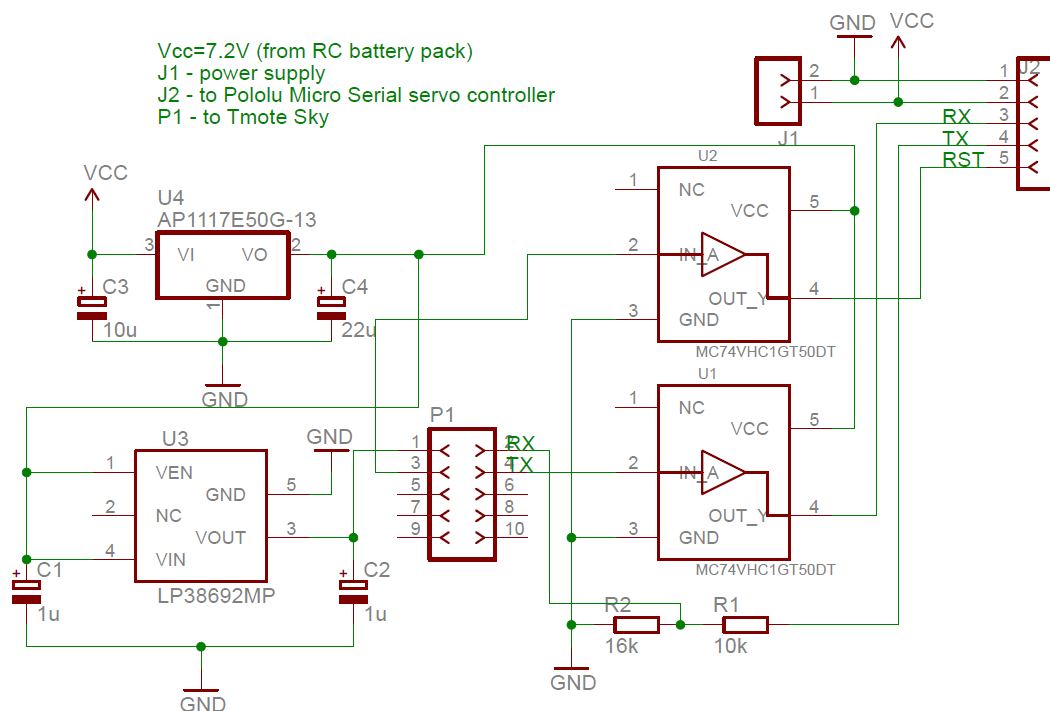 Vcc=7.2V (from RC battery pack)
J1 - power supply
J2 - to Pololu Micro Serial servo controller
P1 - to Tmote Sky
GND
VCC
J2
2
1
J1
1
2
RX
3
TX
4
RST
5
VCC
U4
AP1117E50G-13
3
VI
VO
2
GND
1
+
C3
10u
+
C4
22u
GND
U2
1
NC
VCC
5
2
IN_A
OUT_Y
4
3
GND
MC74VHC1GT50DT
U1
1
NC
VCC
5
2
IN_A
OUT_Y
4
3
GND
MC74VHC1GT50DT
U3
GND
1
VEN
GND
5
2
NC
VOUT
3
4
VIN
LP38692MP
+
C1
1u
+
C2
1u
GND
P1
1
2
RX
3
4
TX
5
6
7
8
9
10
R2
16k
R1
10k
GND